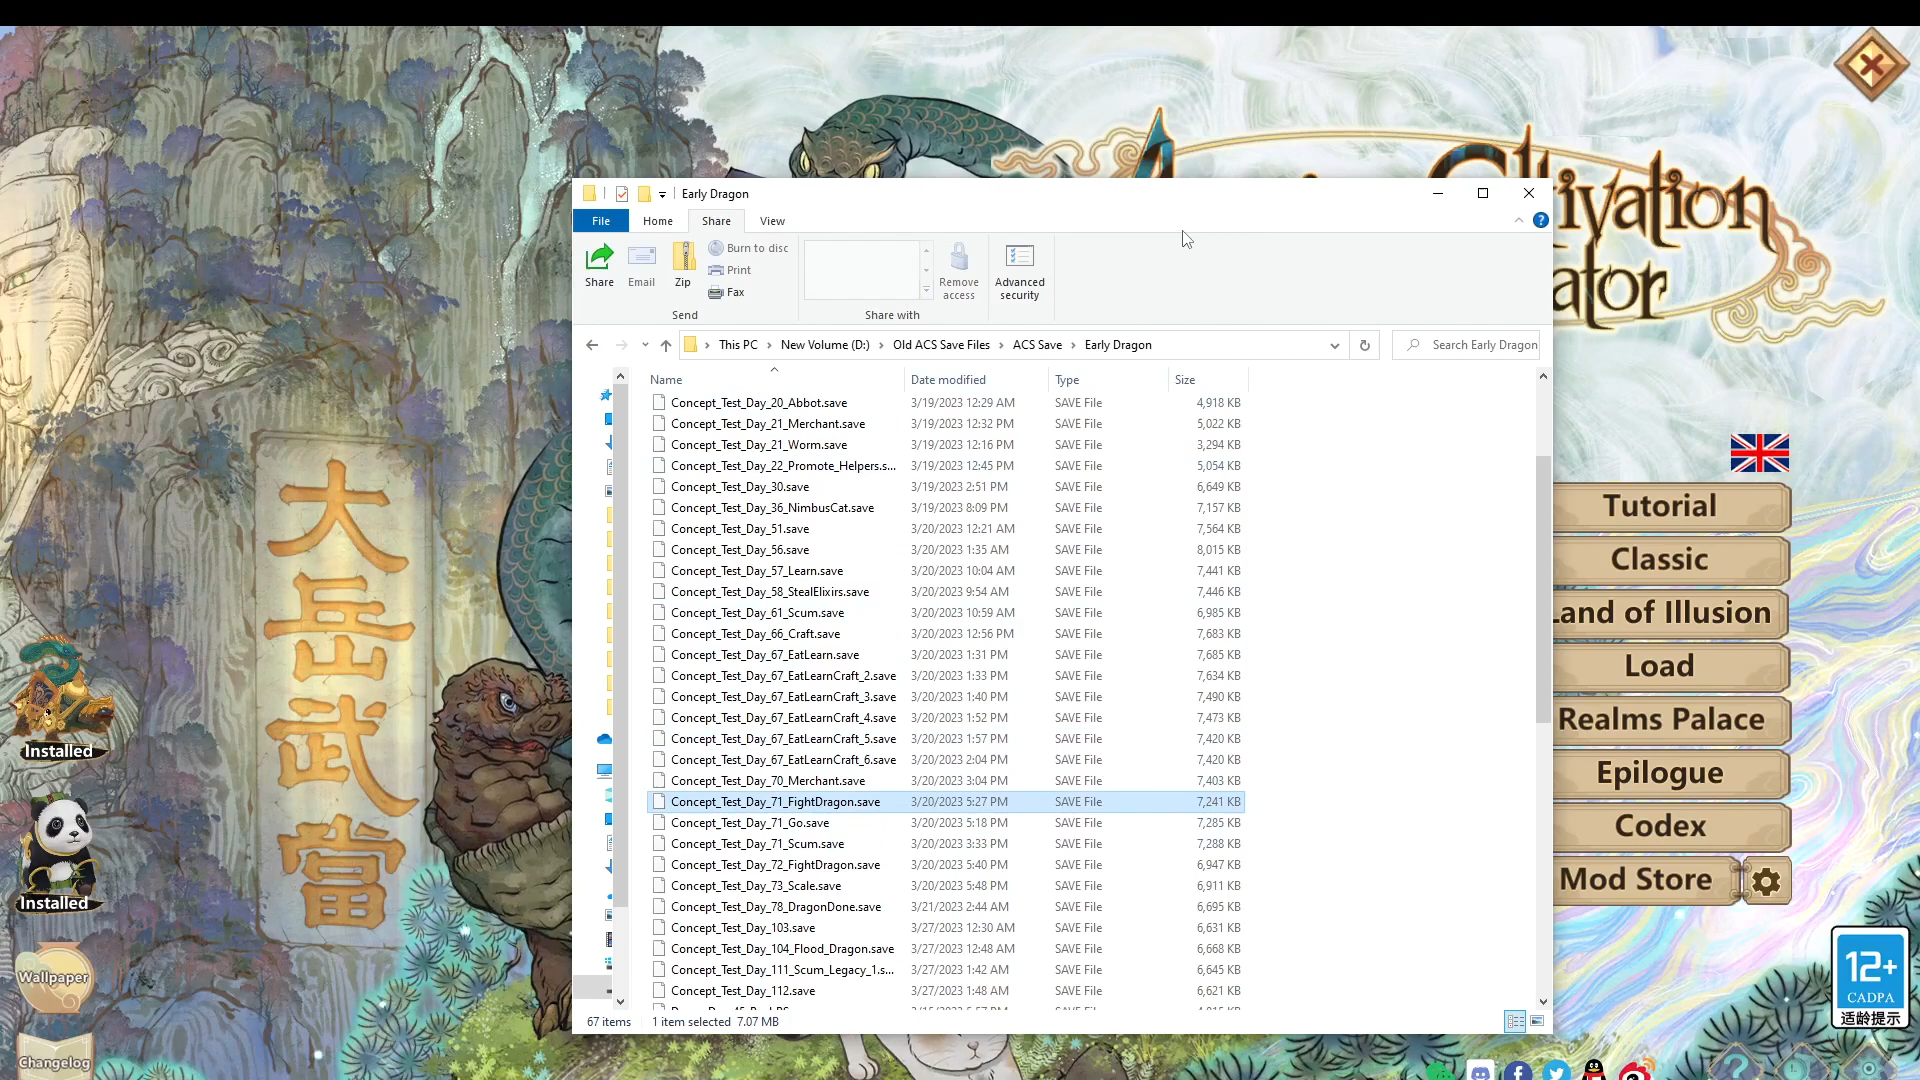 Early Dragon
File
Home
Share
View
Share
Email
Zip
Burn to disc
Print
Fax
Remove access
Advanced security
Send
Share with
This PC > New Volume (D:) > Old ACS Save Files > ACS Save > Early Dragon
Search Early Dragon
Name Date modified Type Size
Concept_Test_Day_20_Abbot.save 3/19/2023 12:29 AM SAVE File 4,918 KB
Concept_Test_Day_21_Merchant.save 3/19/2023 12:32 PM SAVE File 5,022 KB
Concept_Test_Day_21_Worm.save 3/19/2023 12:16 PM SAVE File 3,294 KB
Concept_Test_Day_22_Promote_Helpers.s... 3/19/2023 12:45 PM SAVE File 5,054 KB
Concept_Test_Day_30.save 3/19/2023 2:51 PM SAVE File 6,649 KB
Concept_Test_Day_36_NimbusCat.save 3/19/2023 8:09 PM SAVE File 7,157 KB
Concept_Test_Day_51.save 3/20/2023 12:21 AM SAVE File 7,564 KB
Concept_Test_Day_56.save 3/20/2023 1:35 AM SAVE File 8,015 KB
Concept_Test_Day_57_Learn.save 3/20/2023 10:04 AM SAVE File 7,441 KB
Concept_Test_Day_58_StealElixirs.save 3/20/2023 9:54 AM SAVE File 7,446 KB
Concept_Test_Day_61_Scum.save 3/20/2023 10:59 AM SAVE File 6,985 KB
Concept_Test_Day_66_Craft.save 3/20/2023 12:56 PM SAVE File 7,683 KB
Concept_Test_Day_67_EatLearn.save 3/20/2023 1:31 PM SAVE File 7,685 KB
Concept_Test_Day_67_EatLearnCraft_2.save 3/20/2023 1:33 PM SAVE File 7,634 KB
Concept_Test_Day_67_EatLearnCraft_3.save 3/20/2023 1:40 PM SAVE File 7,490 KB
Concept_Test_Day_67_EatLearnCraft_4.save 3/20/2023 1:52 PM SAVE File 7,473 KB
Concept_Test_Day_67_EatLearnCraft_5.save 3/20/2023 1:57 PM SAVE File 7,420 KB
Concept_Test_Day_67_EatLearnCraft_6.save 3/20/2023 2:04 PM SAVE File 7,420 KB
Concept_Test_Day_70_Merchant.save 3/20/2023 3:04 PM SAVE File 7,403 KB
Concept_Test_Day_71_FightDragon.save 3/20/2023 5:27 PM SAVE File 7,241 KB
Concept_Test_Day_71_Go.save 3/20/2023 5:18 PM SAVE File 7,285 KB
Concept_Test_Day_71_Scum.save 3/20/2023 3:33 PM SAVE File 7,288 KB
Concept_Test_Day_72_FightDragon.save 3/20/2023 5:40 PM SAVE File 6,947 KB
Concept_Test_Day_73_Scale.save 3/20/2023 5:48 PM SAVE File 6,911 KB
Concept_Test_Day_78_DragonDone.save 3/21/2023 2:44 AM SAVE File 6,695 KB
Concept_Test_Day_103.save 3/27/2023 12:30 AM SAVE File 6,631 KB
Concept_Test_Day_104_Flood_Dragon.save 3/27/2023 12:48 AM SAVE File 6,668 KB
Concept_Test_Day_111_Scum_Legacy_1.s... 3/27/2023 1:42 AM SAVE File 6,645 KB
Concept_Test_Day_112.save 3/27/2023 1:48 AM SAVE File 6,621 KB
67 items 1 item selected 7.07 MB
ltivation
ator
Tutorial
Classic
Land of Illusion
Load
Realms Palace
Epilogue
Codex
Mod Store
12+
CADPA
适龄提示
大岳武當
Installed
Installed
Wallpaper
Changelog